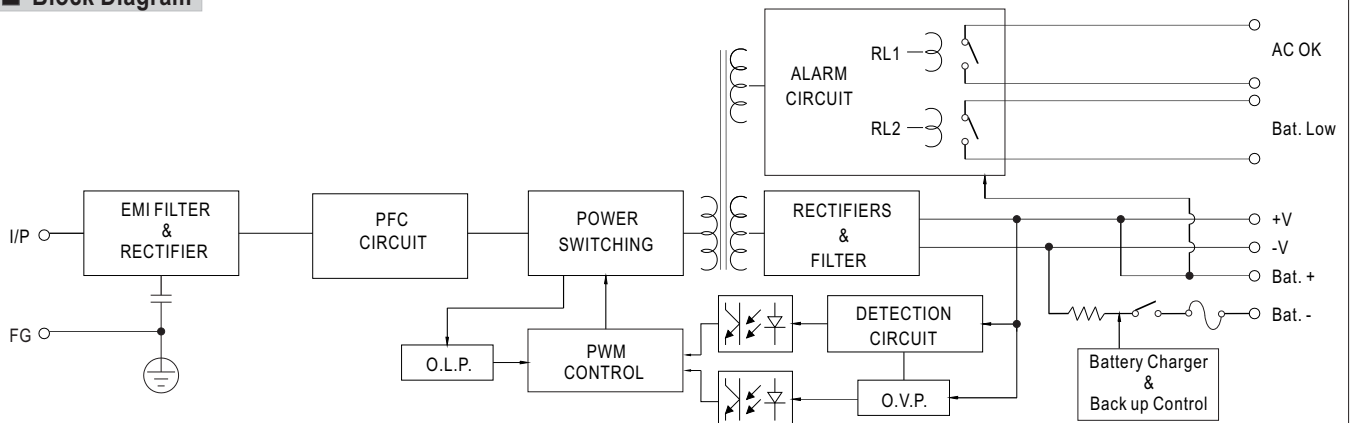 ■ Block Diagram
ALARM
CIRCUIT
RL1
RL2
AC OK
Bat. Low
I/P
EMI FILTER
&
RECTIFIER
PFC
CIRCUIT
POWER
SWITCHING
RECTIFIERS
&
FILTER
+V
-V
Bat. +
Bat. -
FG
O.L.P.
PWM
CONTROL
DETECTION
CIRCUIT
O.V.P.
Battery Charger
&
Back up Control